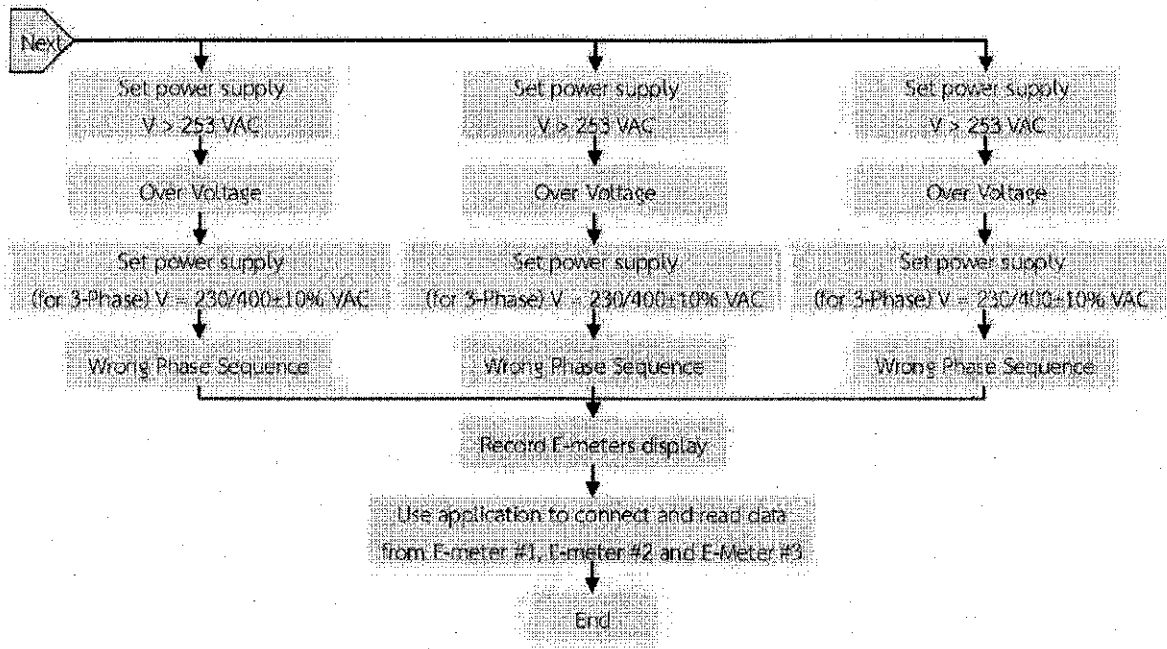 Next
Set power supply
V > 253 VAC
Set power supply
V > 253 VAC
Set power supply
V > 253 VAC
Over Voltage
Over Voltage
Over Voltage
Set power supply
(for 3-Phase) V = 230/400±10% VAC
Set power supply
(for 3-Phase) V = 230/400±10% VAC
Set power supply
(for 3-Phase) V = 230/400±10% VAC
Wrong Phase Sequence
Wrong Phase Sequence
Wrong Phase Sequence
Record E-meters display
Use application to connect and read data
from E-meter #1, E-meter #2 and E-Meter #3
End